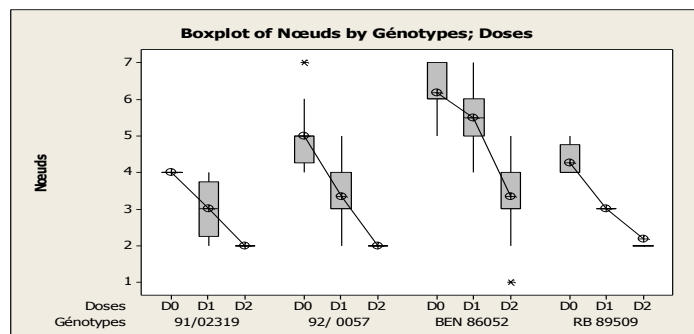 Boxplot of Nœuds by Génotypes; Doses
Nœuds
7
6
5
4
3
2
1
Doses D0 D1 D2 D0 D1 D2 D0 D1 D2 D0 D1 D2
Génotypes 91/02319 92/ 0057 BEN 86052 RB 89509